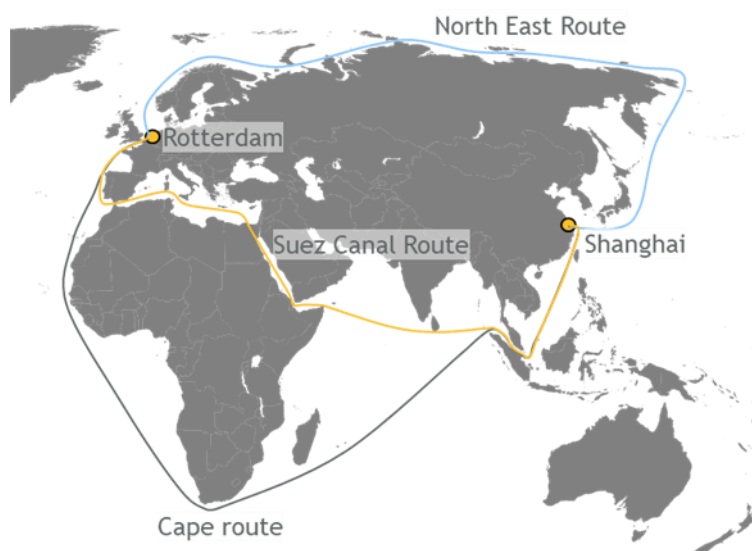 North East Route
Rotterdam
Suez Canal Route
Shanghai
Cape route